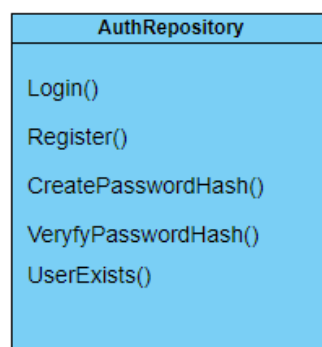 AuthRepository
Login()
Register()
CreatePasswordHash()
VeryfyPasswordHash()
UserExists()